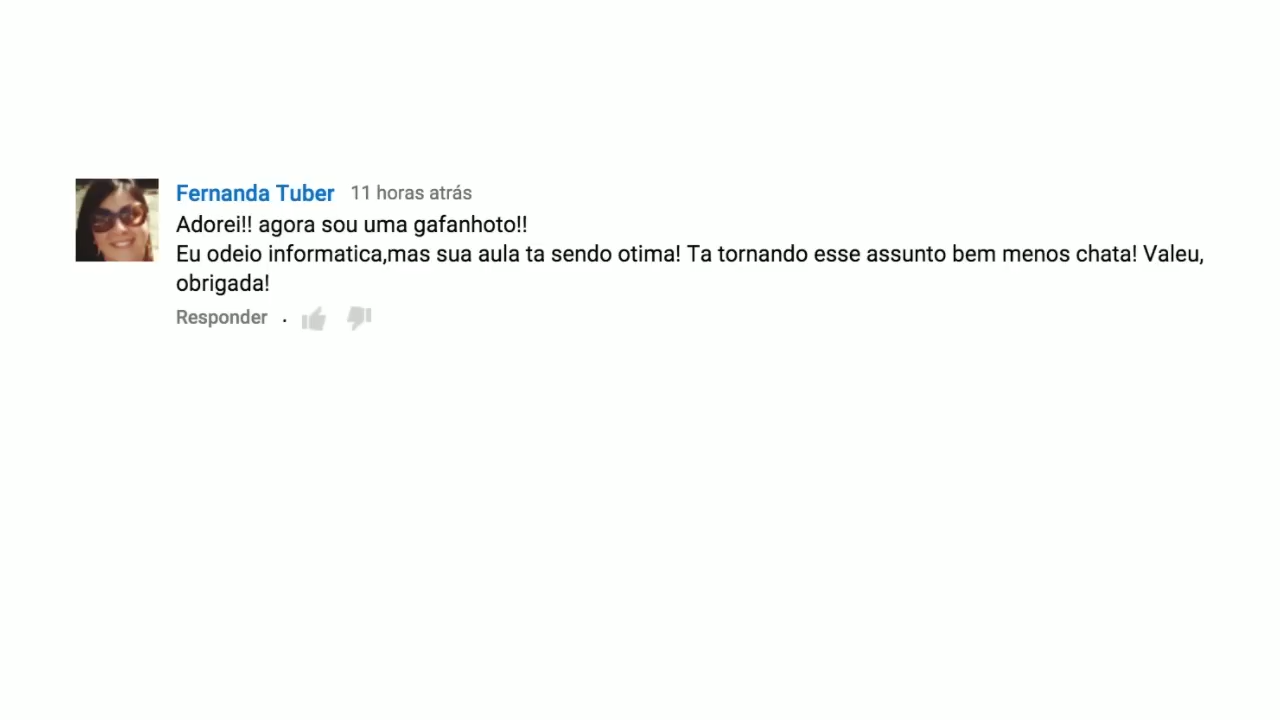 Fernanda Tuber 11 horas atrás
Adorei!! agora sou uma gafanhoto!!
Eu odeio informatica,mas sua aula ta sendo otima! Ta tornando esse assunto bem menos chata! Valeu,
obrigada!
Responder .